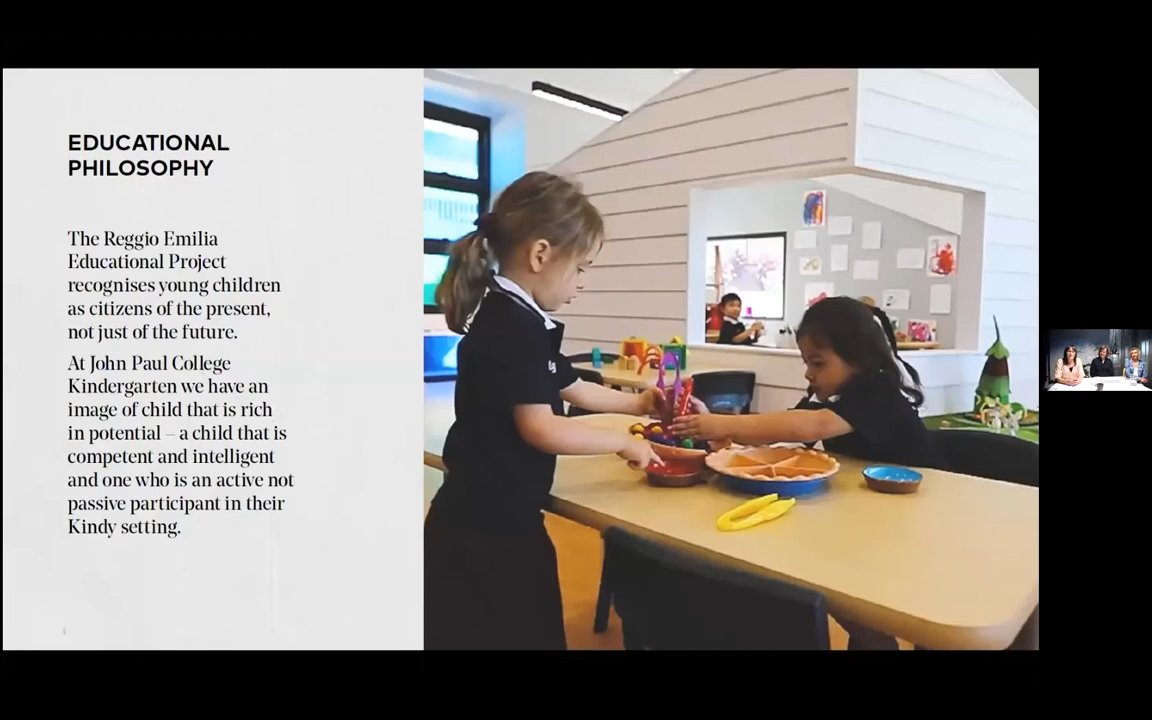 EDUCATIONAL
PHILOSOPHY
The Reggio Emilia
Educational Project
recognises young children
as citizens of the present,
not just of the future.
At John Paul College
Kindergarten we have an
image of child that is rich
in potential – a child that is
competent and intelligent
and one who is an active not
passive participant in their
Kindy setting.